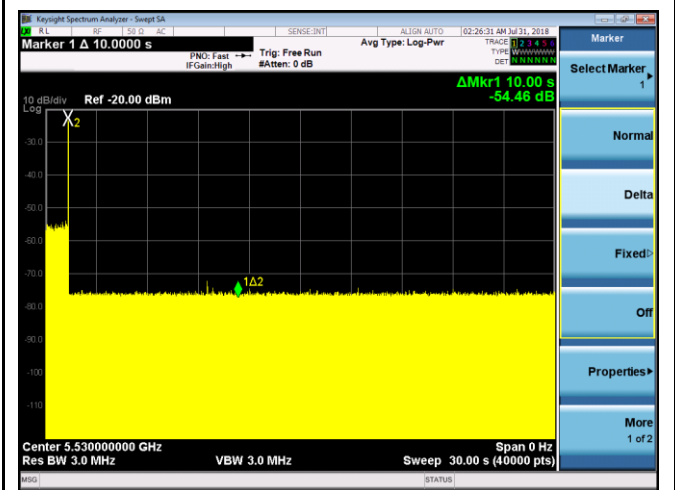 Keysight Spectrum Analyzer - Swept SA
RL RF 50 Ω AC SENSE:INT ALIGN AUTO 02:26:31 AM Jul 31, 2018
Marker 1 Δ 10.0000 s
PNO: Fast
IFGain:High
Trig: Free Run
#Atten: 0 dB
Avg Type: Log-Pwr
TRACE 1 2 3 4 5 6
TYPE WWWWWW
DET N N N N N N
ΔMkr1 10.00 s
-54.46 dB
10 dB/div Ref -20.00 dBm
Log
X2
-30.0
-40.0
-50.0
-60.0
-70.0
1Δ2
-80.0
-90.0
-100
-110
Center 5.530000000 GHz Span 0 Hz
Res BW 3.0 MHz VBW 3.0 MHz Sweep 30.00 s (40000 pts)
MSG STATUS
Marker
Select Marker
1
Normal
Delta
Fixed
Off
Properties
More
1 of 2